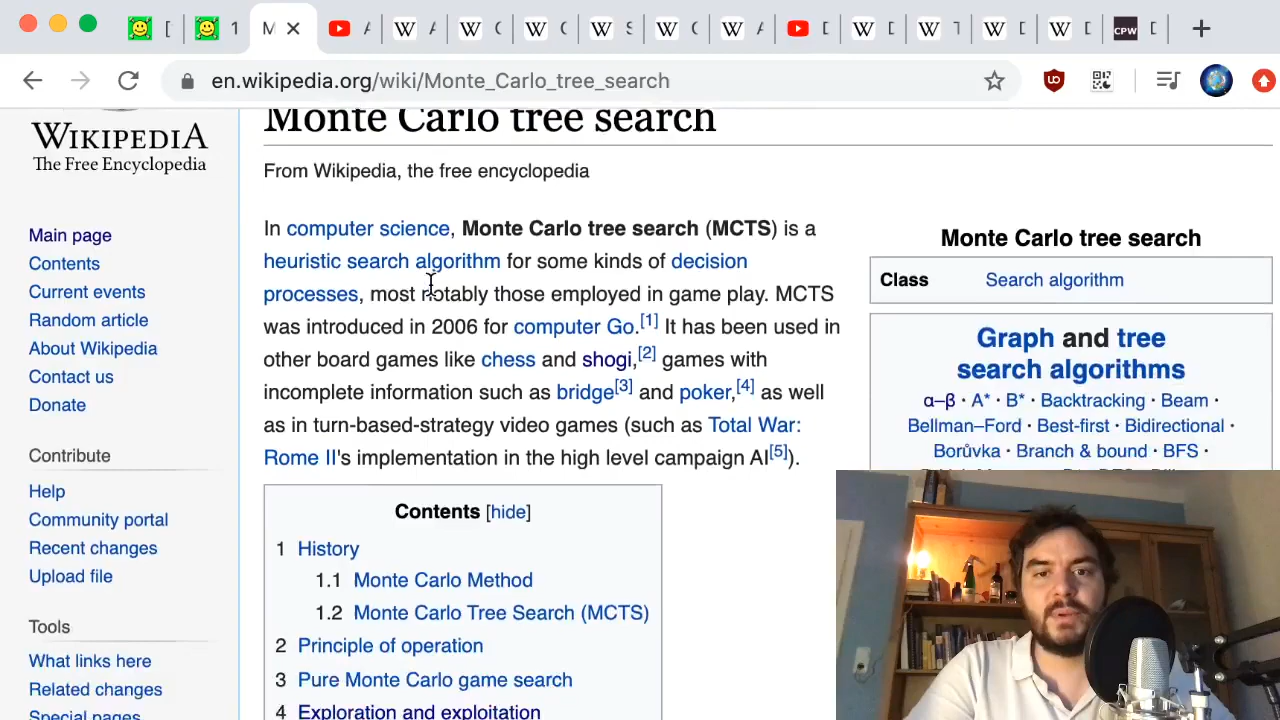 [
1
M
A
W
A
W
C
W
C
W
S
W
C
W
A
D
W
D
W
T
W
D
W
D
CPW
D
en.wikipedia.org/wiki/Monte_Carlo_tree_search
WIKIPEDIA
The Free Encyclopedia
Main page
Contents
Current events
Random article
About Wikipedia
Contact us
Donate
Contribute
Help
Community portal
Recent changes
Upload file
Tools
What links here
Related changes
Special pages
Monte Carlo tree search
From Wikipedia, the free encyclopedia
In computer science, Monte Carlo tree search (MCTS) is a
heuristic search algorithm for some kinds of decision
processes, most notably those employed in game play. MCTS
was introduced in 2006 for computer Go.[1] It has been used in
other board games like chess and shogi,[2] games with
incomplete information such as bridge[3] and poker,[4] as well
as in turn-based-strategy video games (such as Total War:
Rome II's implementation in the high level campaign AI[5]).
Contents [hide]
1 History
1.1 Monte Carlo Method
1.2 Monte Carlo Tree Search (MCTS)
2 Principle of operation
3 Pure Monte Carlo game search
4 Exploration and exploitation
Monte Carlo tree search
Class Search algorithm
Graph and tree
search algorithms
α–β · A* · B* · Backtracking · Beam ·
Bellman–Ford · Best-first · Bidirectional ·
Borůvka · Branch & bound · BFS ·